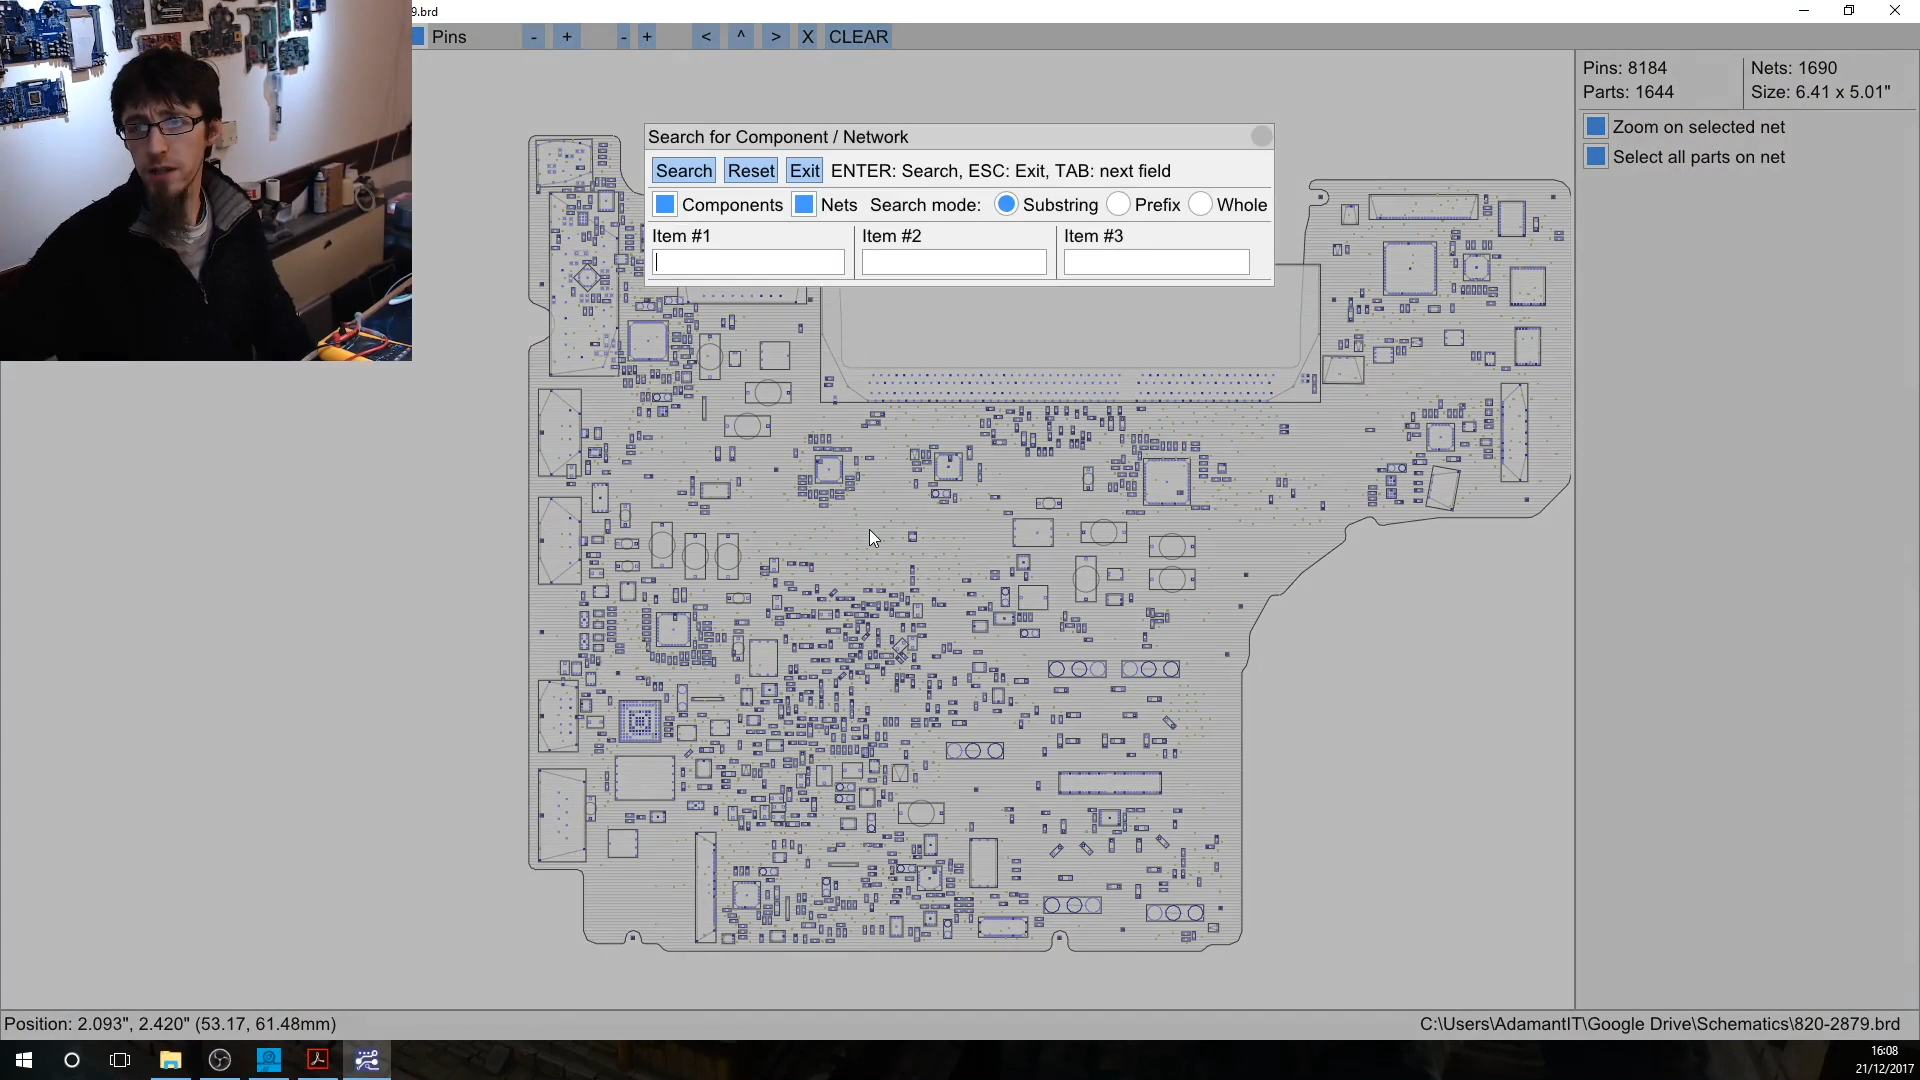 9.brd
Pins - + - + < ^ > X CLEAR
Pins: 8184 Nets: 1690
Parts: 1644 Size: 6.41 x 5.01"
Zoom on selected net
Select all parts on net
Search for Component / Network
Search Reset Exit ENTER: Search, ESC: Exit, TAB: next field
Components Nets Search mode: Substring Prefix Whole
Item #1 Item #2 Item #3
Position: 2.093", 2.420" (53.17, 61.48mm)
C:\Users\AdamantIT\Google Drive\Schematics\820-2879.brd
16:08
21/12/2017